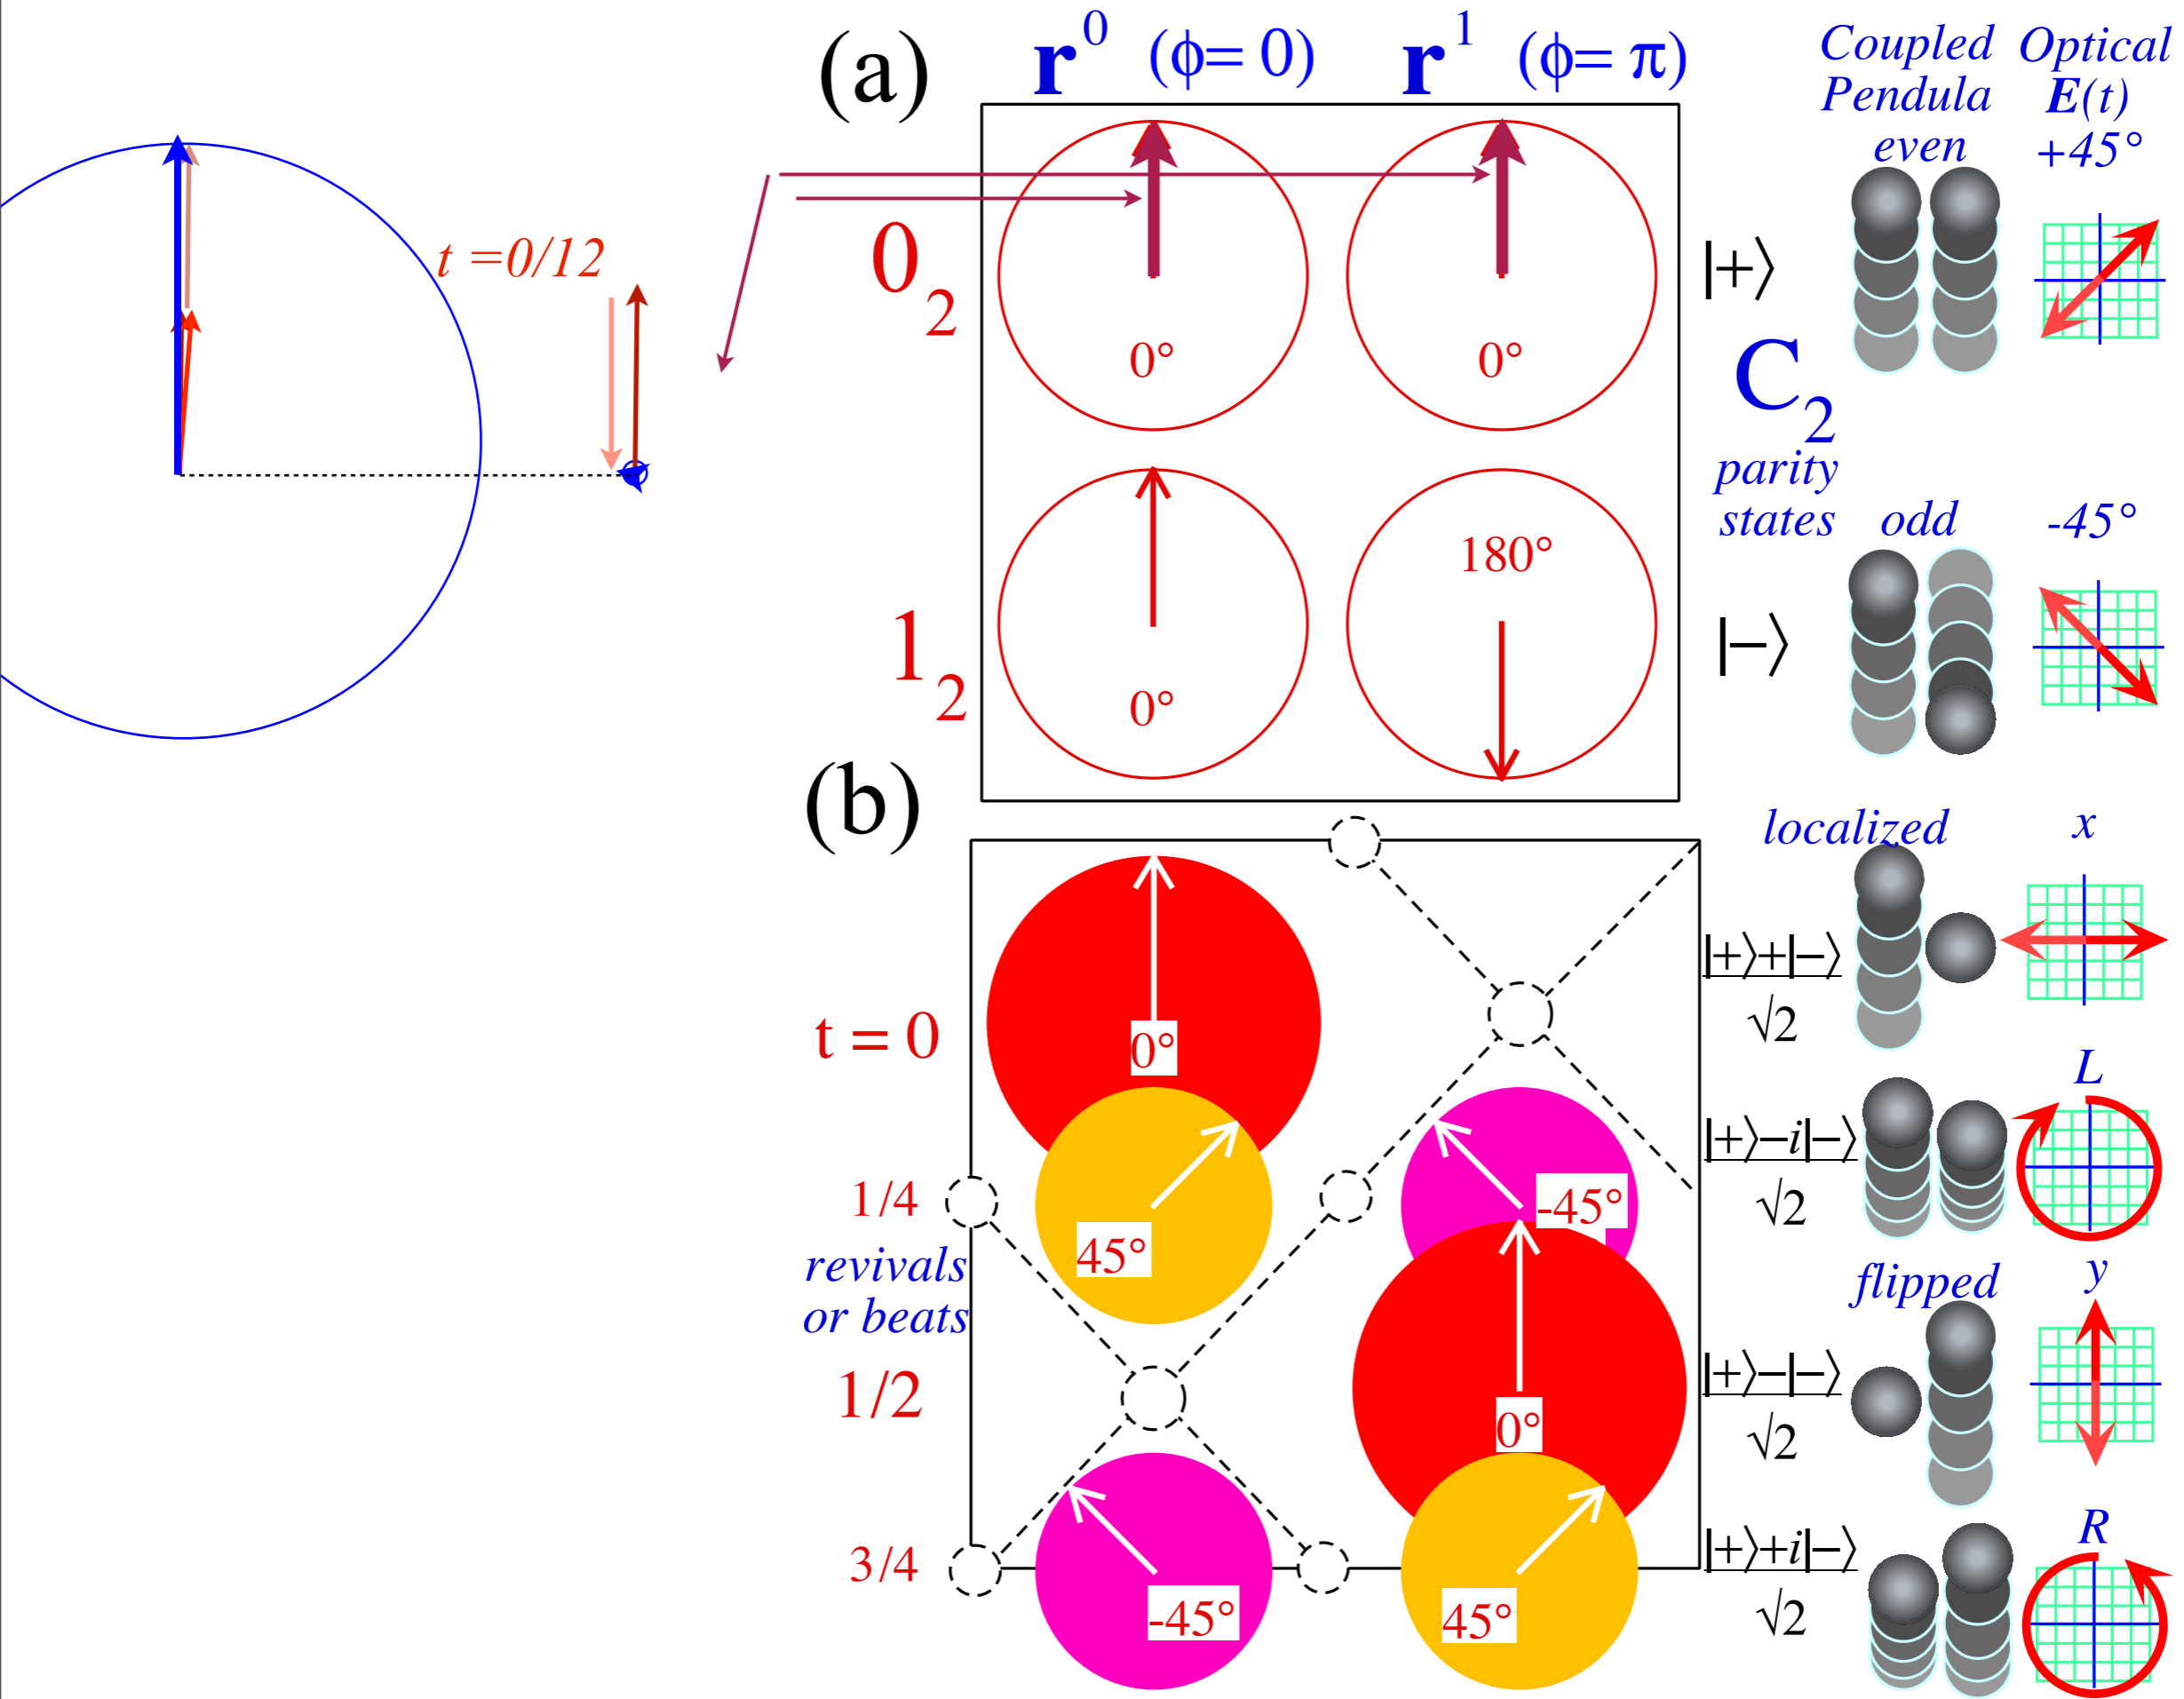 (a)
r⁰ (ϕ= 0)
r¹ (ϕ= π)
Coupled
Pendula
even
Optical
E(t)
+45°
t =0/12
0₂
0°
0°
|+⟩
C₂
parity
states
odd
-45°
1₂
0°
180°
|−⟩
(b)
localized
x
t = 0
0°
|+⟩+|−⟩
√2
L
1/4
45°
-45°
|+⟩−i|−⟩
√2
revivals
or beats
flipped
y
1/2
0°
|+⟩−|−⟩
√2
R
3/4
-45°
45°
|+⟩+i|−⟩
√2